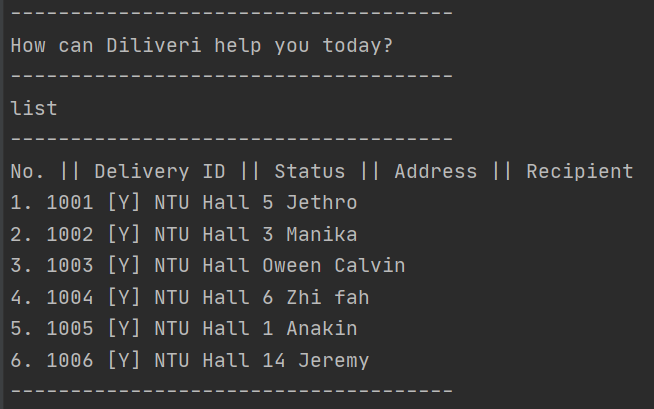 -------------------------------------
How can Diliveri help you today?
-------------------------------------
list
-------------------------------------
No. || Delivery ID || Status || Address || Recipient
1. 1001 [Y] NTU Hall 5 Jethro
2. 1002 [Y] NTU Hall 3 Manika
3. 1003 [Y] NTU Hall Oween Calvin
4. 1004 [Y] NTU Hall 6 Zhi fah
5. 1005 [Y] NTU Hall 1 Anakin
6. 1006 [Y] NTU Hall 14 Jeremy
-------------------------------------